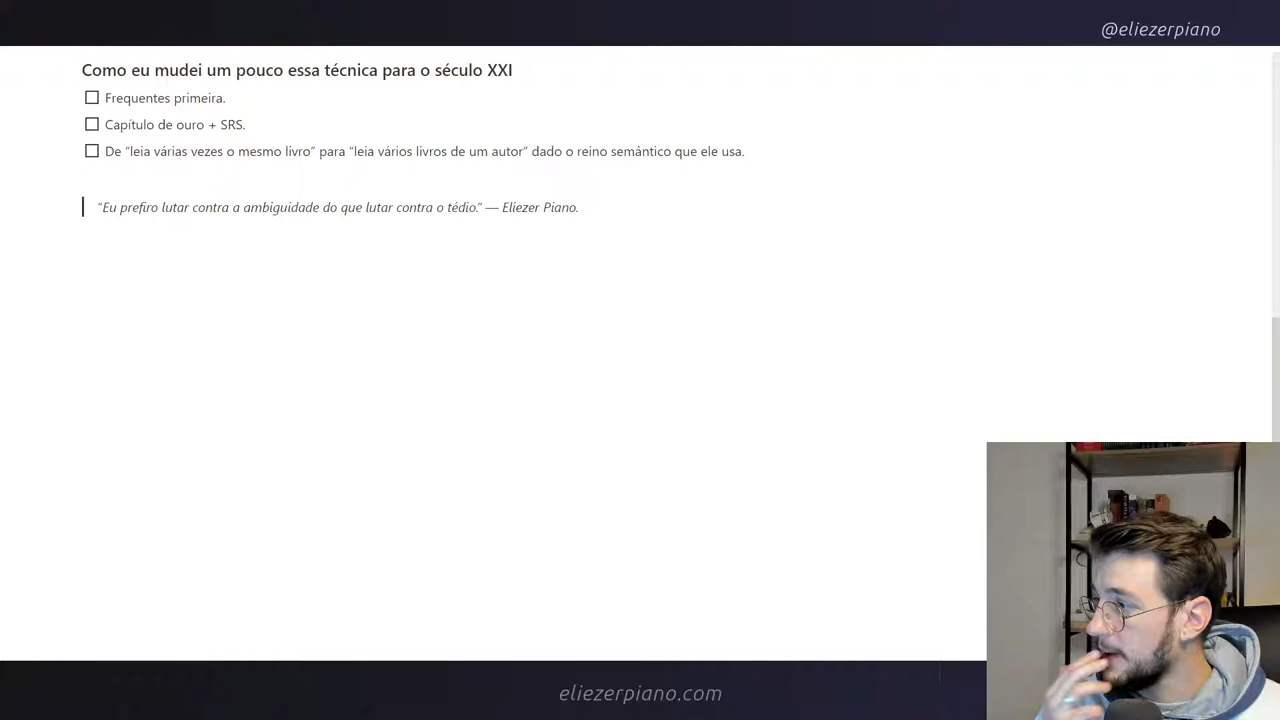 @eliezerpiano
Como eu mudei um pouco essa técnica para o século XXI
Frequentes primeira.
Capítulo de ouro + SRS.
De “leia várias vezes o mesmo livro” para “leia vários livros de um autor” dado o reino semântico que ele usa.
“Eu prefiro lutar contra a ambiguidade do que lutar contra o tédio.” — Eliezer Piano.
eliezerpiano.com